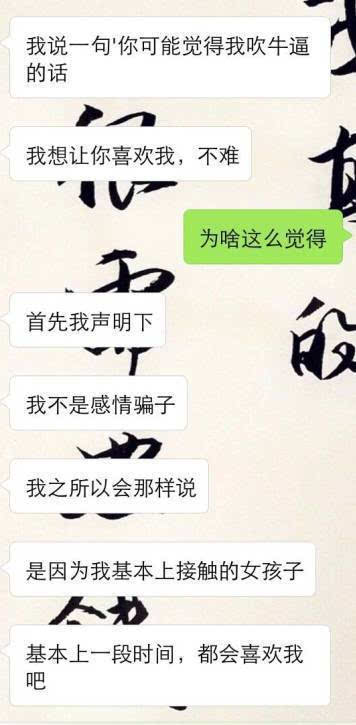 我说一句'你可能觉得我吹牛逼
的话
我想让你喜欢我，不难
为啥这么觉得
首先我声明下
我不是感情骗子
我之所以会那样说
是因为我基本上接触的女孩子
基本上一段时间，都会喜欢我
吧